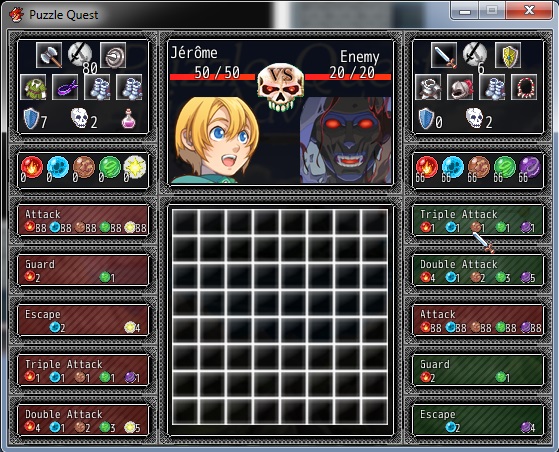 Puzzle Quest
80
7 2
0 0 0 0 0
Jérôme
50/50
VS
Enemy
20/20
6
0 2
66 66 66 66 66
Attack
88 88 88 88 88
Guard
2 1
Escape
2 4
Triple Attack
1 1 1 1 1
Double Attack
4 1 2 3 5
Triple Attack
1 1 1 1 1
Double Attack
4 1 2 3 5
Attack
88 88 88 88 88
Guard
2 1
Escape
2 4